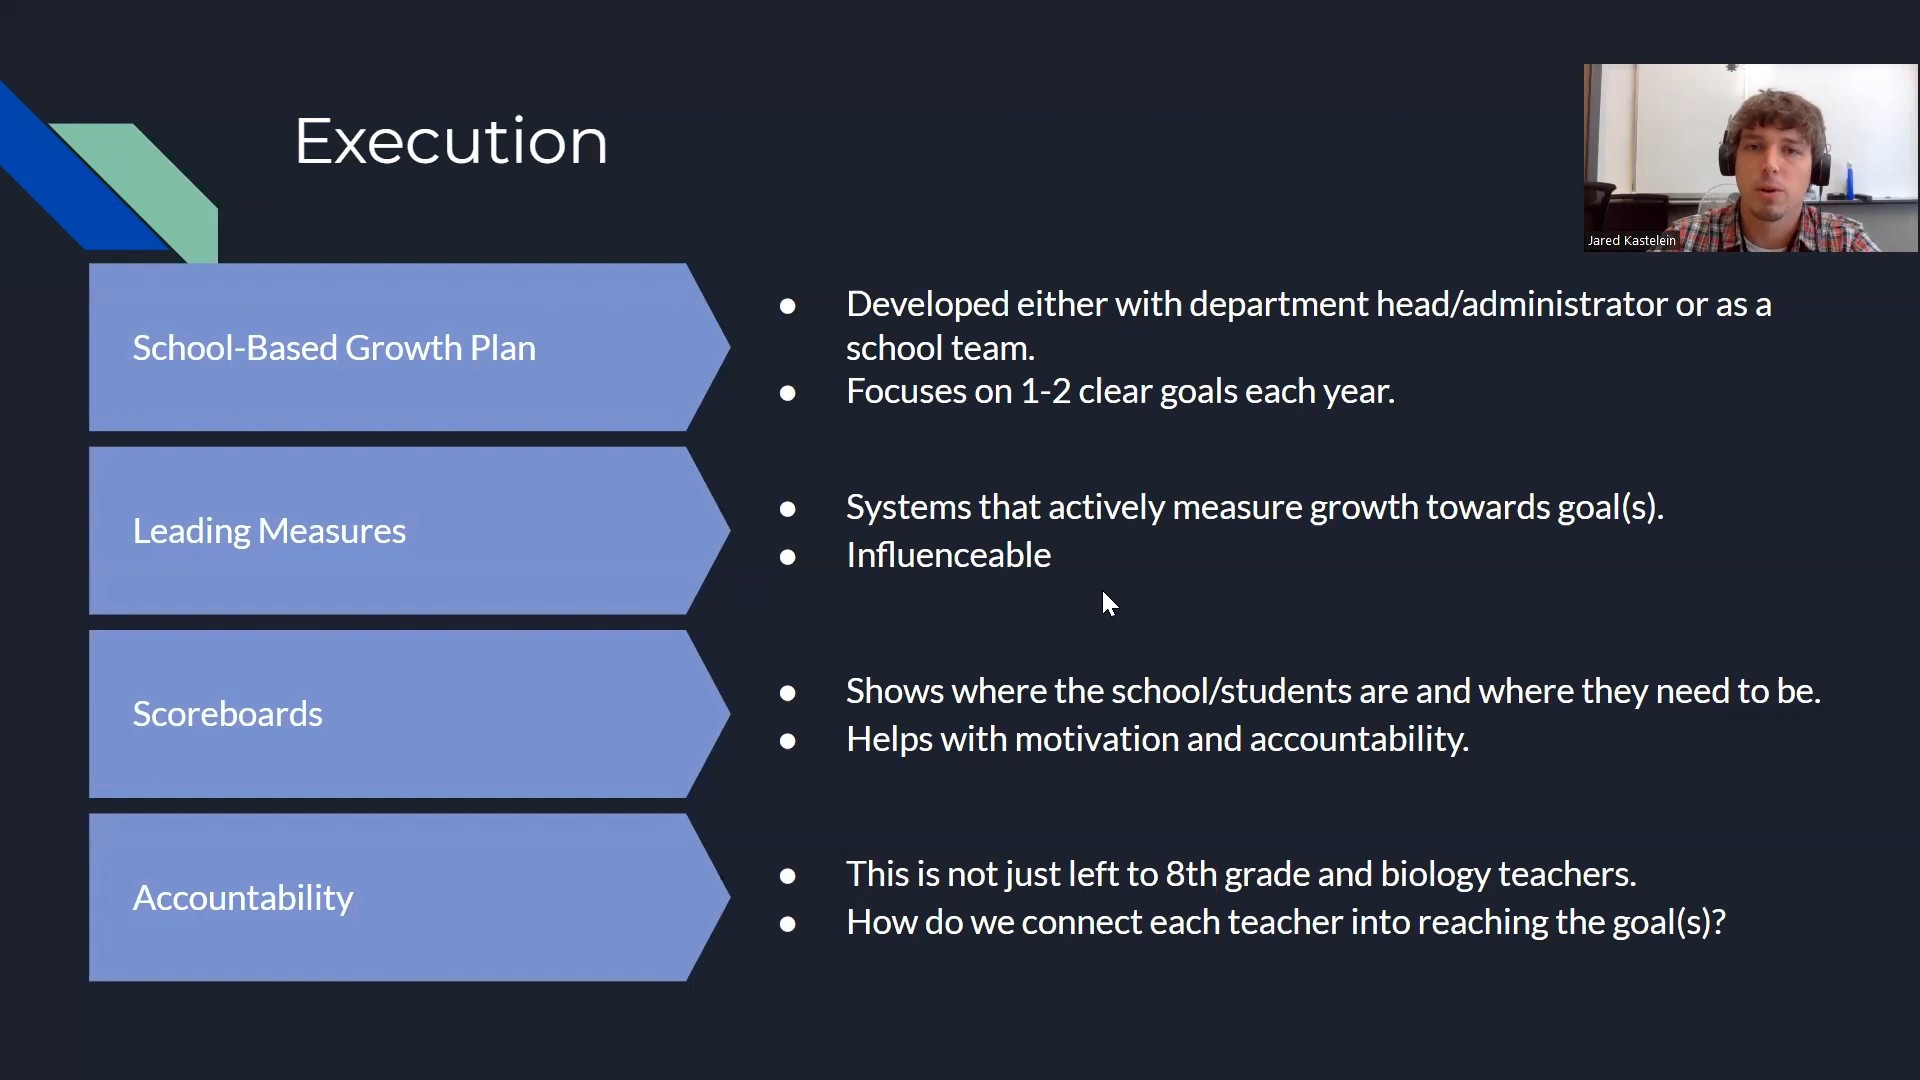 Execution
Jared Kastelein
School-Based Growth Plan
● Developed either with department head/administrator or as a
school team.
● Focuses on 1-2 clear goals each year.
Leading Measures
● Systems that actively measure growth towards goal(s).
● Influenceable
Scoreboards
● Shows where the school/students are and where they need to be.
● Helps with motivation and accountability.
Accountability
● This is not just left to 8th grade and biology teachers.
● How do we connect each teacher into reaching the goal(s)?